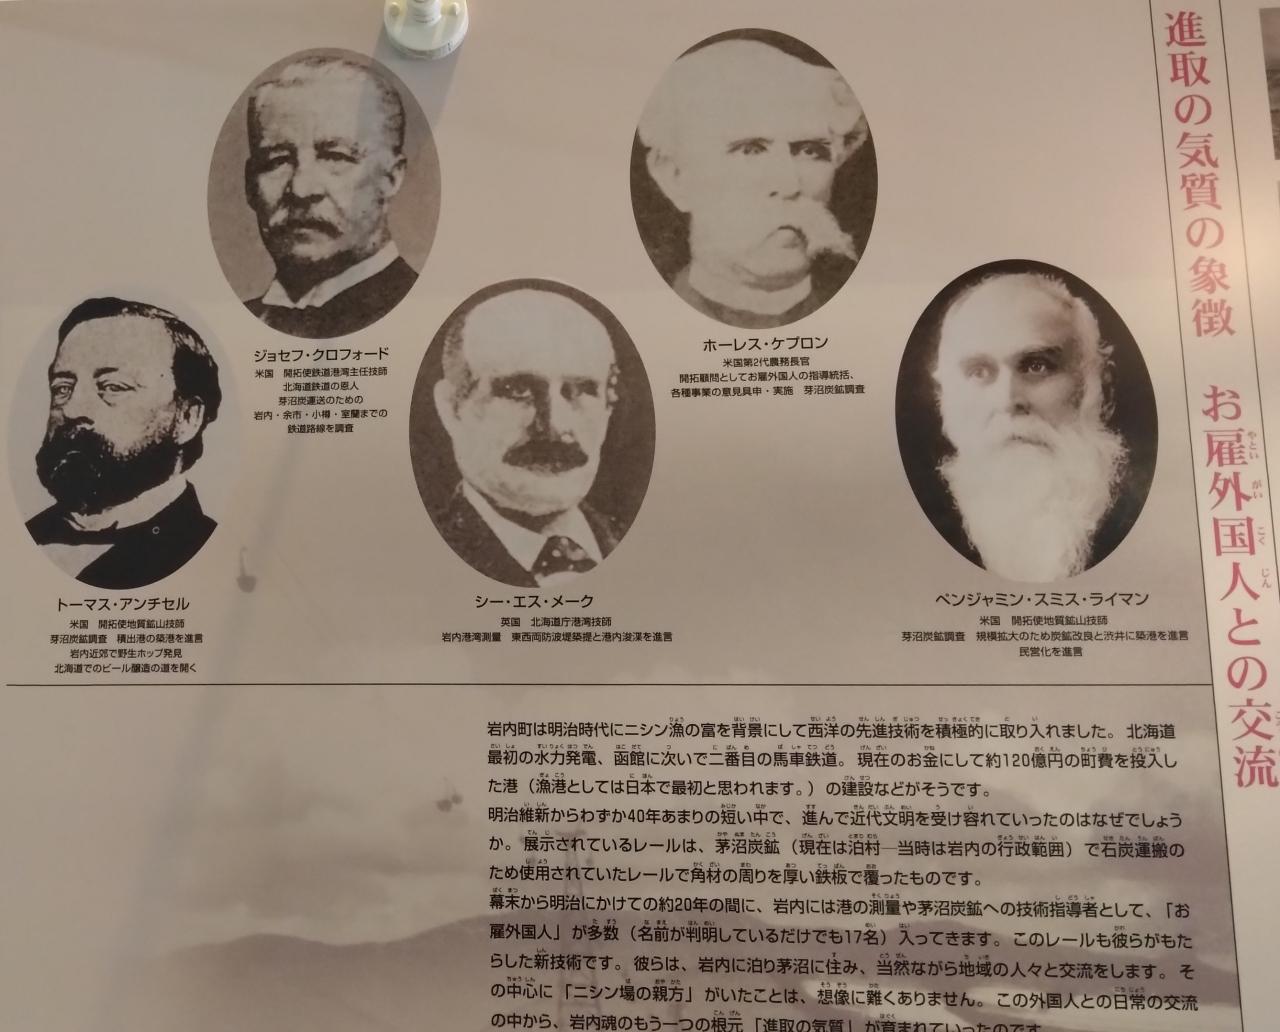 進取の気質の象徴 お雇外国人との交流
ジョセフ・クロフォード
米国 開拓使鉄道港湾主任技師
北海道鉄道の恩人
茅沼炭運送のための
岩内・余市・小樽・室蘭までの
鉄道路線を調査
ホーレス・ケプロン
米国第2代農務長官
開拓顧問としてお雇外国人の指導統括、
各種事業の意見具申・実施 茅沼炭鉱調査
トーマス・アンチセル
米国 開拓使地質鉱山技師
茅沼炭鉱調査 積出港の築港を進言
岩内近郊で野生ホップ発見
北海道でのビール醸造の道を開く
シー・エス・メーク
英国 北海道庁港湾技師
岩内港湾測量 東西両防波堤築提と港内浚渫を進言
ベンジャミン・スミス・ライマン
米国 開拓使地質鉱山技師
茅沼炭鉱調査 規模拡大のため炭鉱改良と渋井に築港を進言
民営化を進言
岩内町は明治時代にニシン漁の富を背景にして西洋の先進技術を積極的に取り入れました。北海道
最初の水力発電、函館に次いで二番目の馬車鉄道。現在のお金にして約120億円の町費を投入し
た港（漁港としては日本で最初と思われます。）の建設などがそうです。
明治維新からわずか40年あまりの短い中で、進んで近代文明を受け容れていったのはなぜでしょう
か。展示されているレールは、茅沼炭鉱（現在は泊村―当時は岩内の行政範囲）で石炭運搬の
ため使用されていたレールで角材の周りを厚い鉄板で覆ったものです。
幕末から明治にかけての約20年の間に、岩内には港の測量や茅沼炭鉱への技術指導者として、「お
雇外国人」が多数（名前が判明しているだけでも17名）入ってきます。このレールも彼らがもた
らした新技術です。彼らは、岩内に泊り茅沼に住み、当然ながら地域の人々と交流をします。そ
の中心に「ニシン場の親方」がいたことは、想像に難くありません。この外国人との日常の交流
の中から、岩内魂のもう一つの根元「進取の気質」が育まれていったのです。